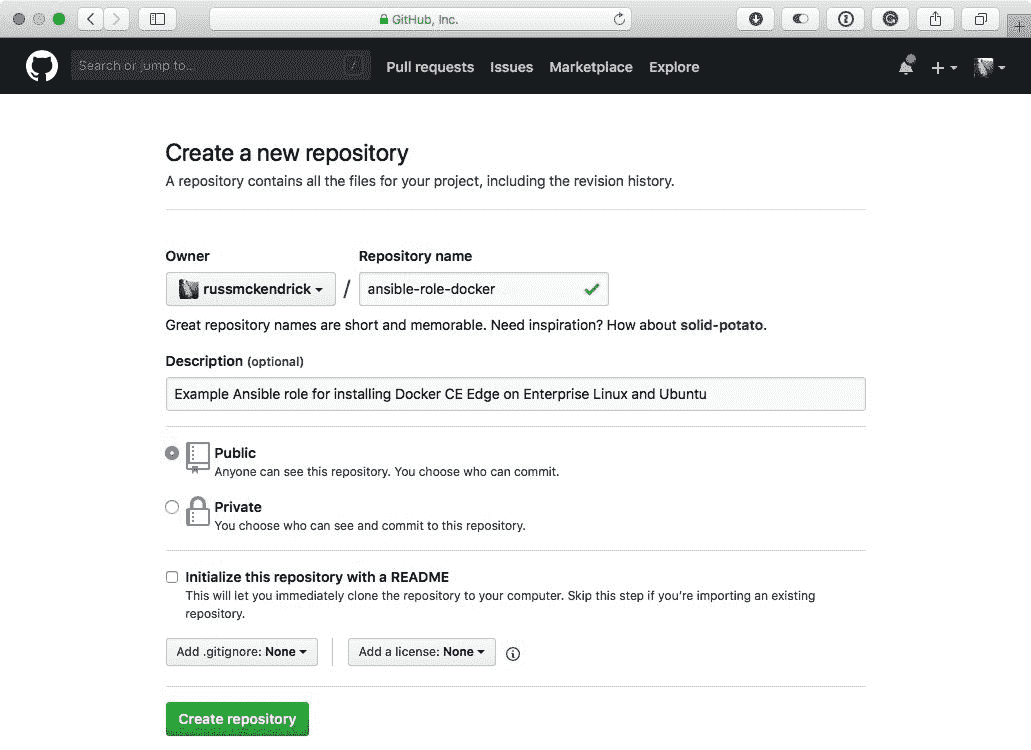 GitHub, Inc.
Search or jump to...
/
Pull requests Issues Marketplace Explore
Create a new repository
A repository contains all the files for your project, including the revision history.
Owner Repository name
russmckendrick / ansible-role-docker
Great repository names are short and memorable. Need inspiration? How about solid-potato.
Description (optional)
Example Ansible role for installing Docker CE Edge on Enterprise Linux and Ubuntu
Public
Anyone can see this repository. You choose who can commit.
Private
You choose who can see and commit to this repository.
Initialize this repository with a README
This will let you immediately clone the repository to your computer. Skip this step if you’re importing an existing
repository.
Add .gitignore: None Add a license: None
Create repository